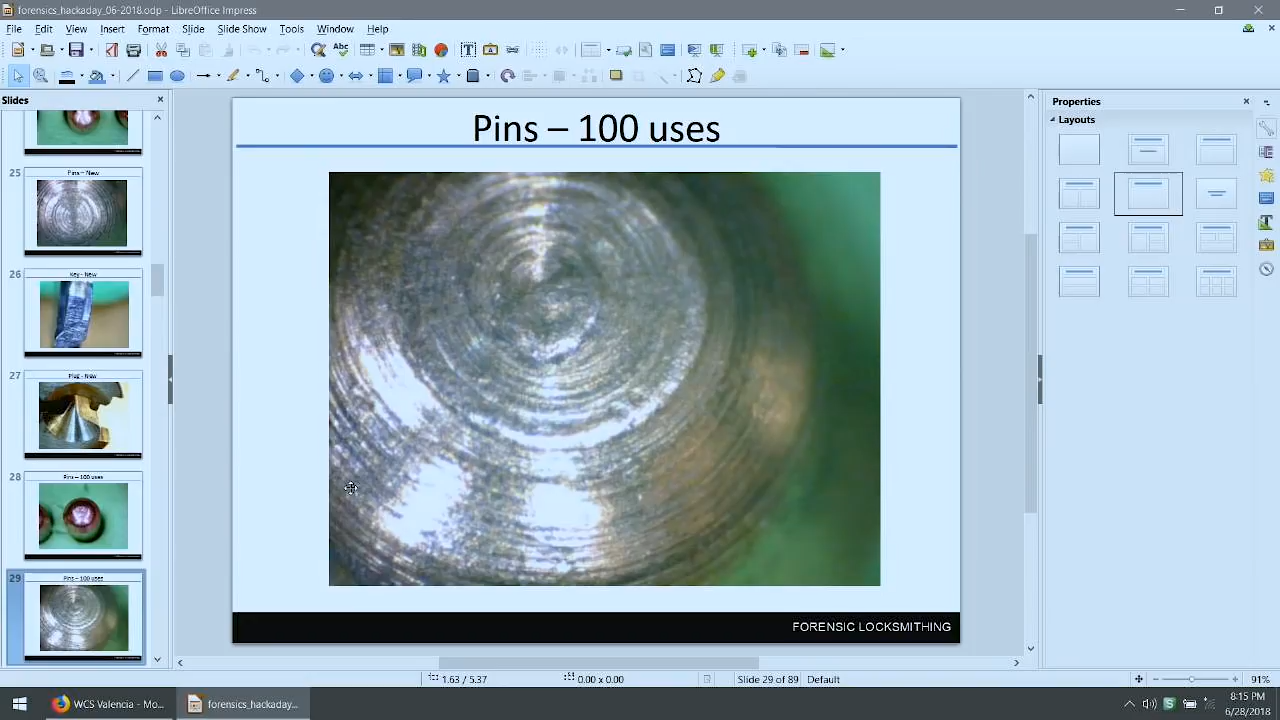 forensics_hackaday_06-2018.odp - LibreOffice Impress
File Edit View Insert Format Slide Slide Show Tools Window Help
Slides
Properties
Layouts
25
Pins - New
26
Key - New
27
Plug - New
28
Pins - 100 uses
29
Pins - 100 uses
Pins – 100 uses
FORENSIC LOCKSMITHING
1.63 / 5.37
0.00 x 0.00
Slide 29 of 89
Default
91%
WCS Valencia - Mo...
forensics_hackaday...
8:15 PM
6/28/2018